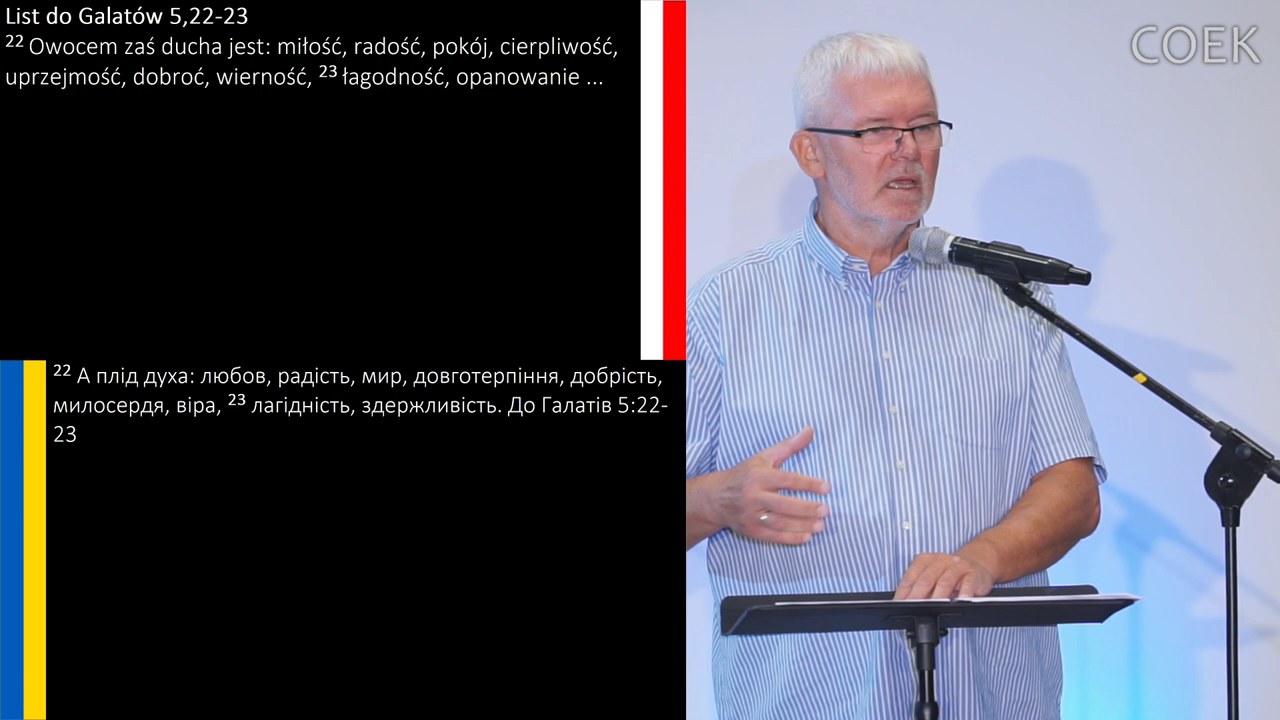 List do Galatów 5,22-23
22 Owocem zaś ducha jest: miłość, radość, pokój, cierpliwość,
uprzejmość, dobroć, wierność, 23 łagodność, opanowanie ...
COEK
22 А плід духа: любов, радість, мир, довготерпіння, добрість,
милосердя, віра, 23 лагідність, здержливість. До Галатів 5:22-
23